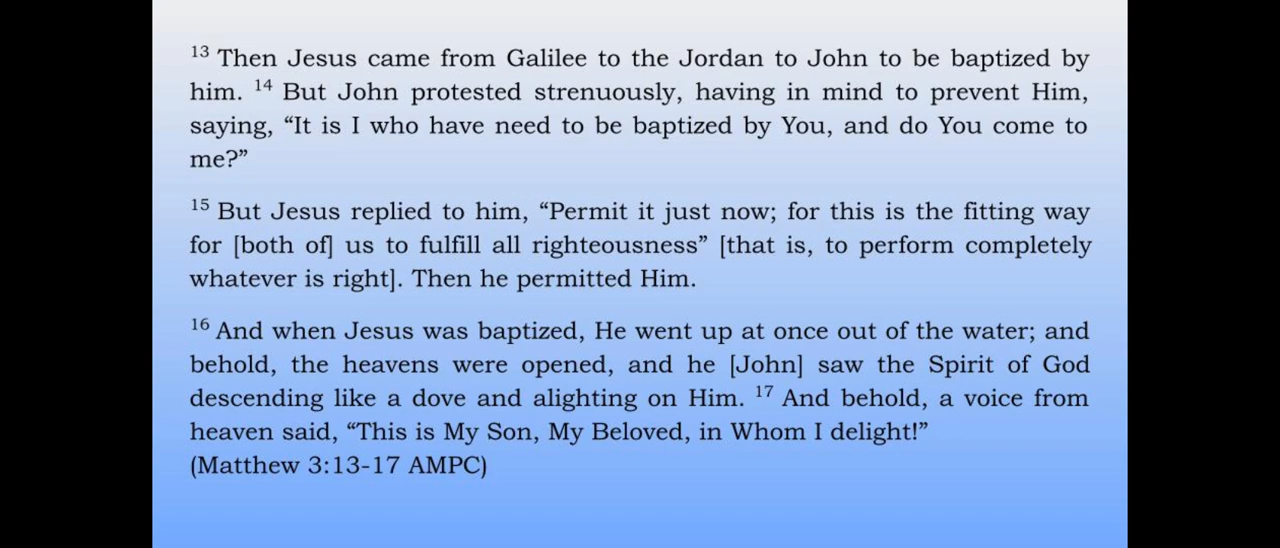 13 Then Jesus came from Galilee to the Jordan to John to be baptized by
him. 14 But John protested strenuously, having in mind to prevent Him,
saying, “It is I who have need to be baptized by You, and do You come to
me?”
15 But Jesus replied to him, “Permit it just now; for this is the fitting way
for [both of] us to fulfill all righteousness” [that is, to perform completely
whatever is right]. Then he permitted Him.
16 And when Jesus was baptized, He went up at once out of the water; and
behold, the heavens were opened, and he [John] saw the Spirit of God
descending like a dove and alighting on Him. 17 And behold, a voice from
heaven said, “This is My Son, My Beloved, in Whom I delight!”
(Matthew 3:13-17 AMPC)